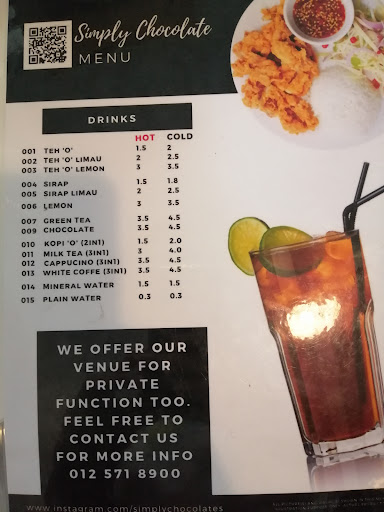 Simply Chocolate
MENU
DRINKS
HOT COLD
001 TEH 'O' 1.5 2
002 TEH 'O' LIMAU 2 2.5
003 TEH 'O' LEMON 3 3.5
004 SIRAP 1.5 1.8
005 SIRAP LIMAU 2 2.5
006 LEMON 3 3.5
007 GREEN TEA 3.5 4.5
009 CHOCOLATE 3.5 4.5
010 KOPI 'O' (2IN1) 1.5 2.0
011 MILK TEA (3IN1) 3 4.0
012 CAPPUCINO (3IN1) 3.5 4.5
013 WHITE COFFE (3IN1) 3.5 4.5
014 MINERAL WATER 1.5 1.5
015 PLAIN WATER 0.3 0.3
WE OFFER OUR
VENUE FOR
PRIVATE
FUNCTION TOO.
FEEL FREE TO
CONTACT US
FOR MORE INFO
012 571 8900
www.instagram.com/simplychocolates